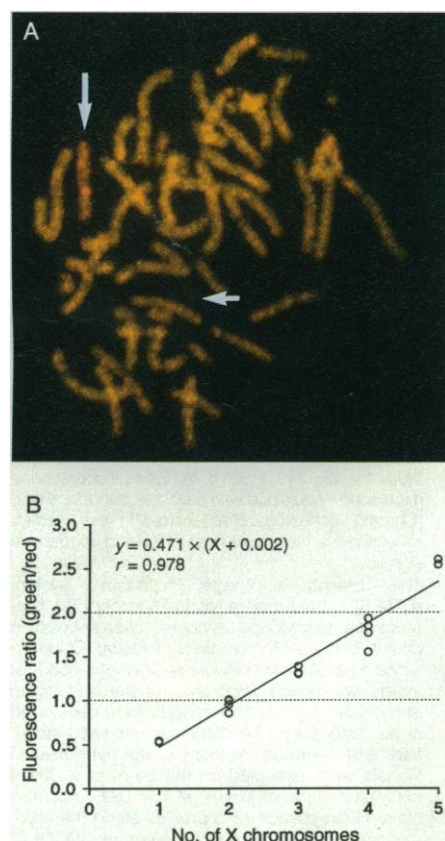 A
B
y = 0.471 × (X + 0.002)
r = 0.978
Fluorescence ratio (green/red)
3.0
2.5
2.0
1.5
1.0
0.5
0.0
0 1 2 3 4 5
No. of X chromosomes